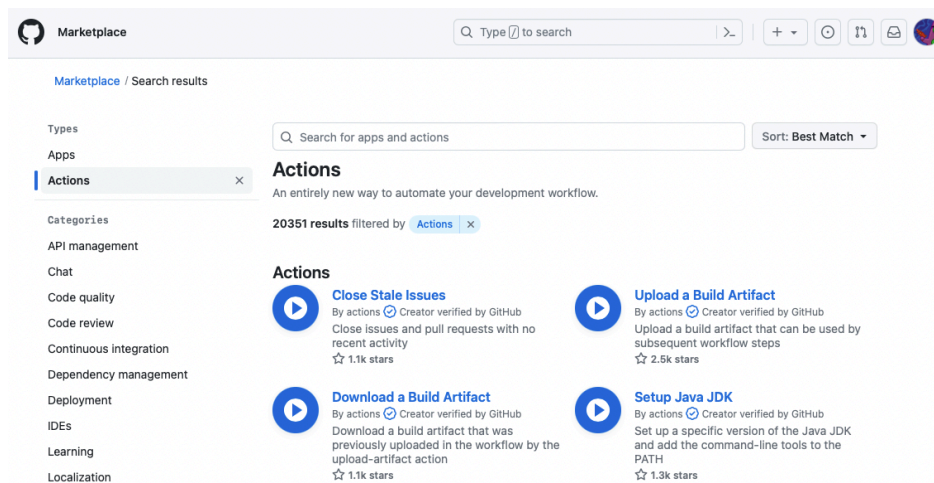 Marketplace
Type / to search
Marketplace / Search results
Types
Apps
Actions
Categories
API management
Chat
Code quality
Code review
Continuous integration
Dependency management
Deployment
IDEs
Learning
Localization
Search for apps and actions
Sort: Best Match
Actions
An entirely new way to automate your development workflow.
20351 results filtered by Actions
Actions
Close Stale Issues
By actions Creator verified by GitHub
Close issues and pull requests with no
recent activity
1.1k stars
Upload a Build Artifact
By actions Creator verified by GitHub
Upload a build artifact that can be used by
subsequent workflow steps
2.5k stars
Download a Build Artifact
By actions Creator verified by GitHub
Download a build artifact that was
previously uploaded in the workflow by the
upload-artifact action
1.1k stars
Setup Java JDK
By actions Creator verified by GitHub
Set up a specific version of the Java JDK
and add the command-line tools to the
PATH
1.3k stars